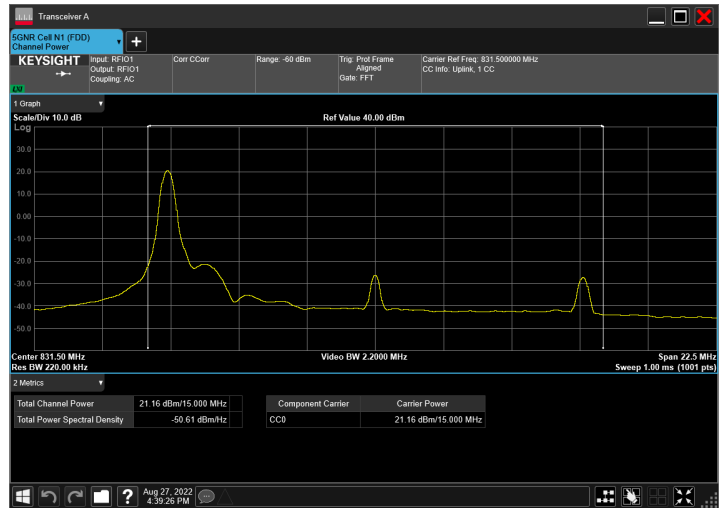 Transceiver A
5GNR Cell N1 (FDD)
Channel Power
KEYSIGHT
LXI
Input: RFIO1
Output: RFIO1
Coupling: AC
Corr CCorr
Range: -60 dBm
Trig: Prot Frame
Aligned
Gate: FFT
Carrier Ref Freq: 831.500000 MHz
CC Info: Uplink, 1 CC
1 Graph
Scale/Div 10.0 dB
Ref Value 40.00 dBm
Log
30.0
20.0
10.0
0.00
-10.0
-20.0
-30.0
-40.0
-50.0
Center 831.50 MHz
Video BW 2.2000 MHz
Span 22.5 MHz
Res BW 220.00 kHz
Sweep 1.00 ms (1001 pts)
2 Metrics
Total Channel Power 21.16 dBm/15.000 MHz
Total Power Spectral Density -50.61 dBm/Hz
Component Carrier Carrier Power
CC0 21.16 dBm/15.000 MHz
?
Aug 27, 2022
4:39:26 PM